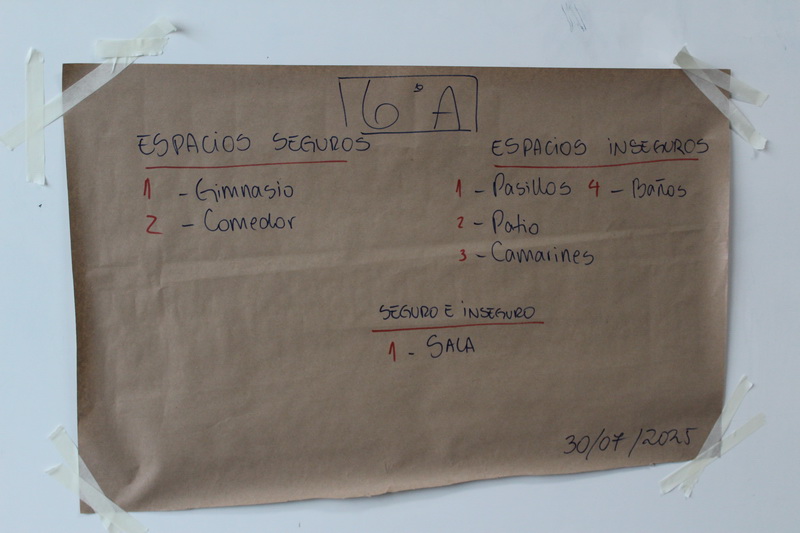 6°A
ESPACIOS SEGUROS
1 - Gimnasio
2 - Comedor
ESPACIOS INSEGUROS
1 - Pasillos 4 - Baños
2 - Patio
3 - Camarines
SEGURO E INSEGURO
1 - SALA
30/07/2025